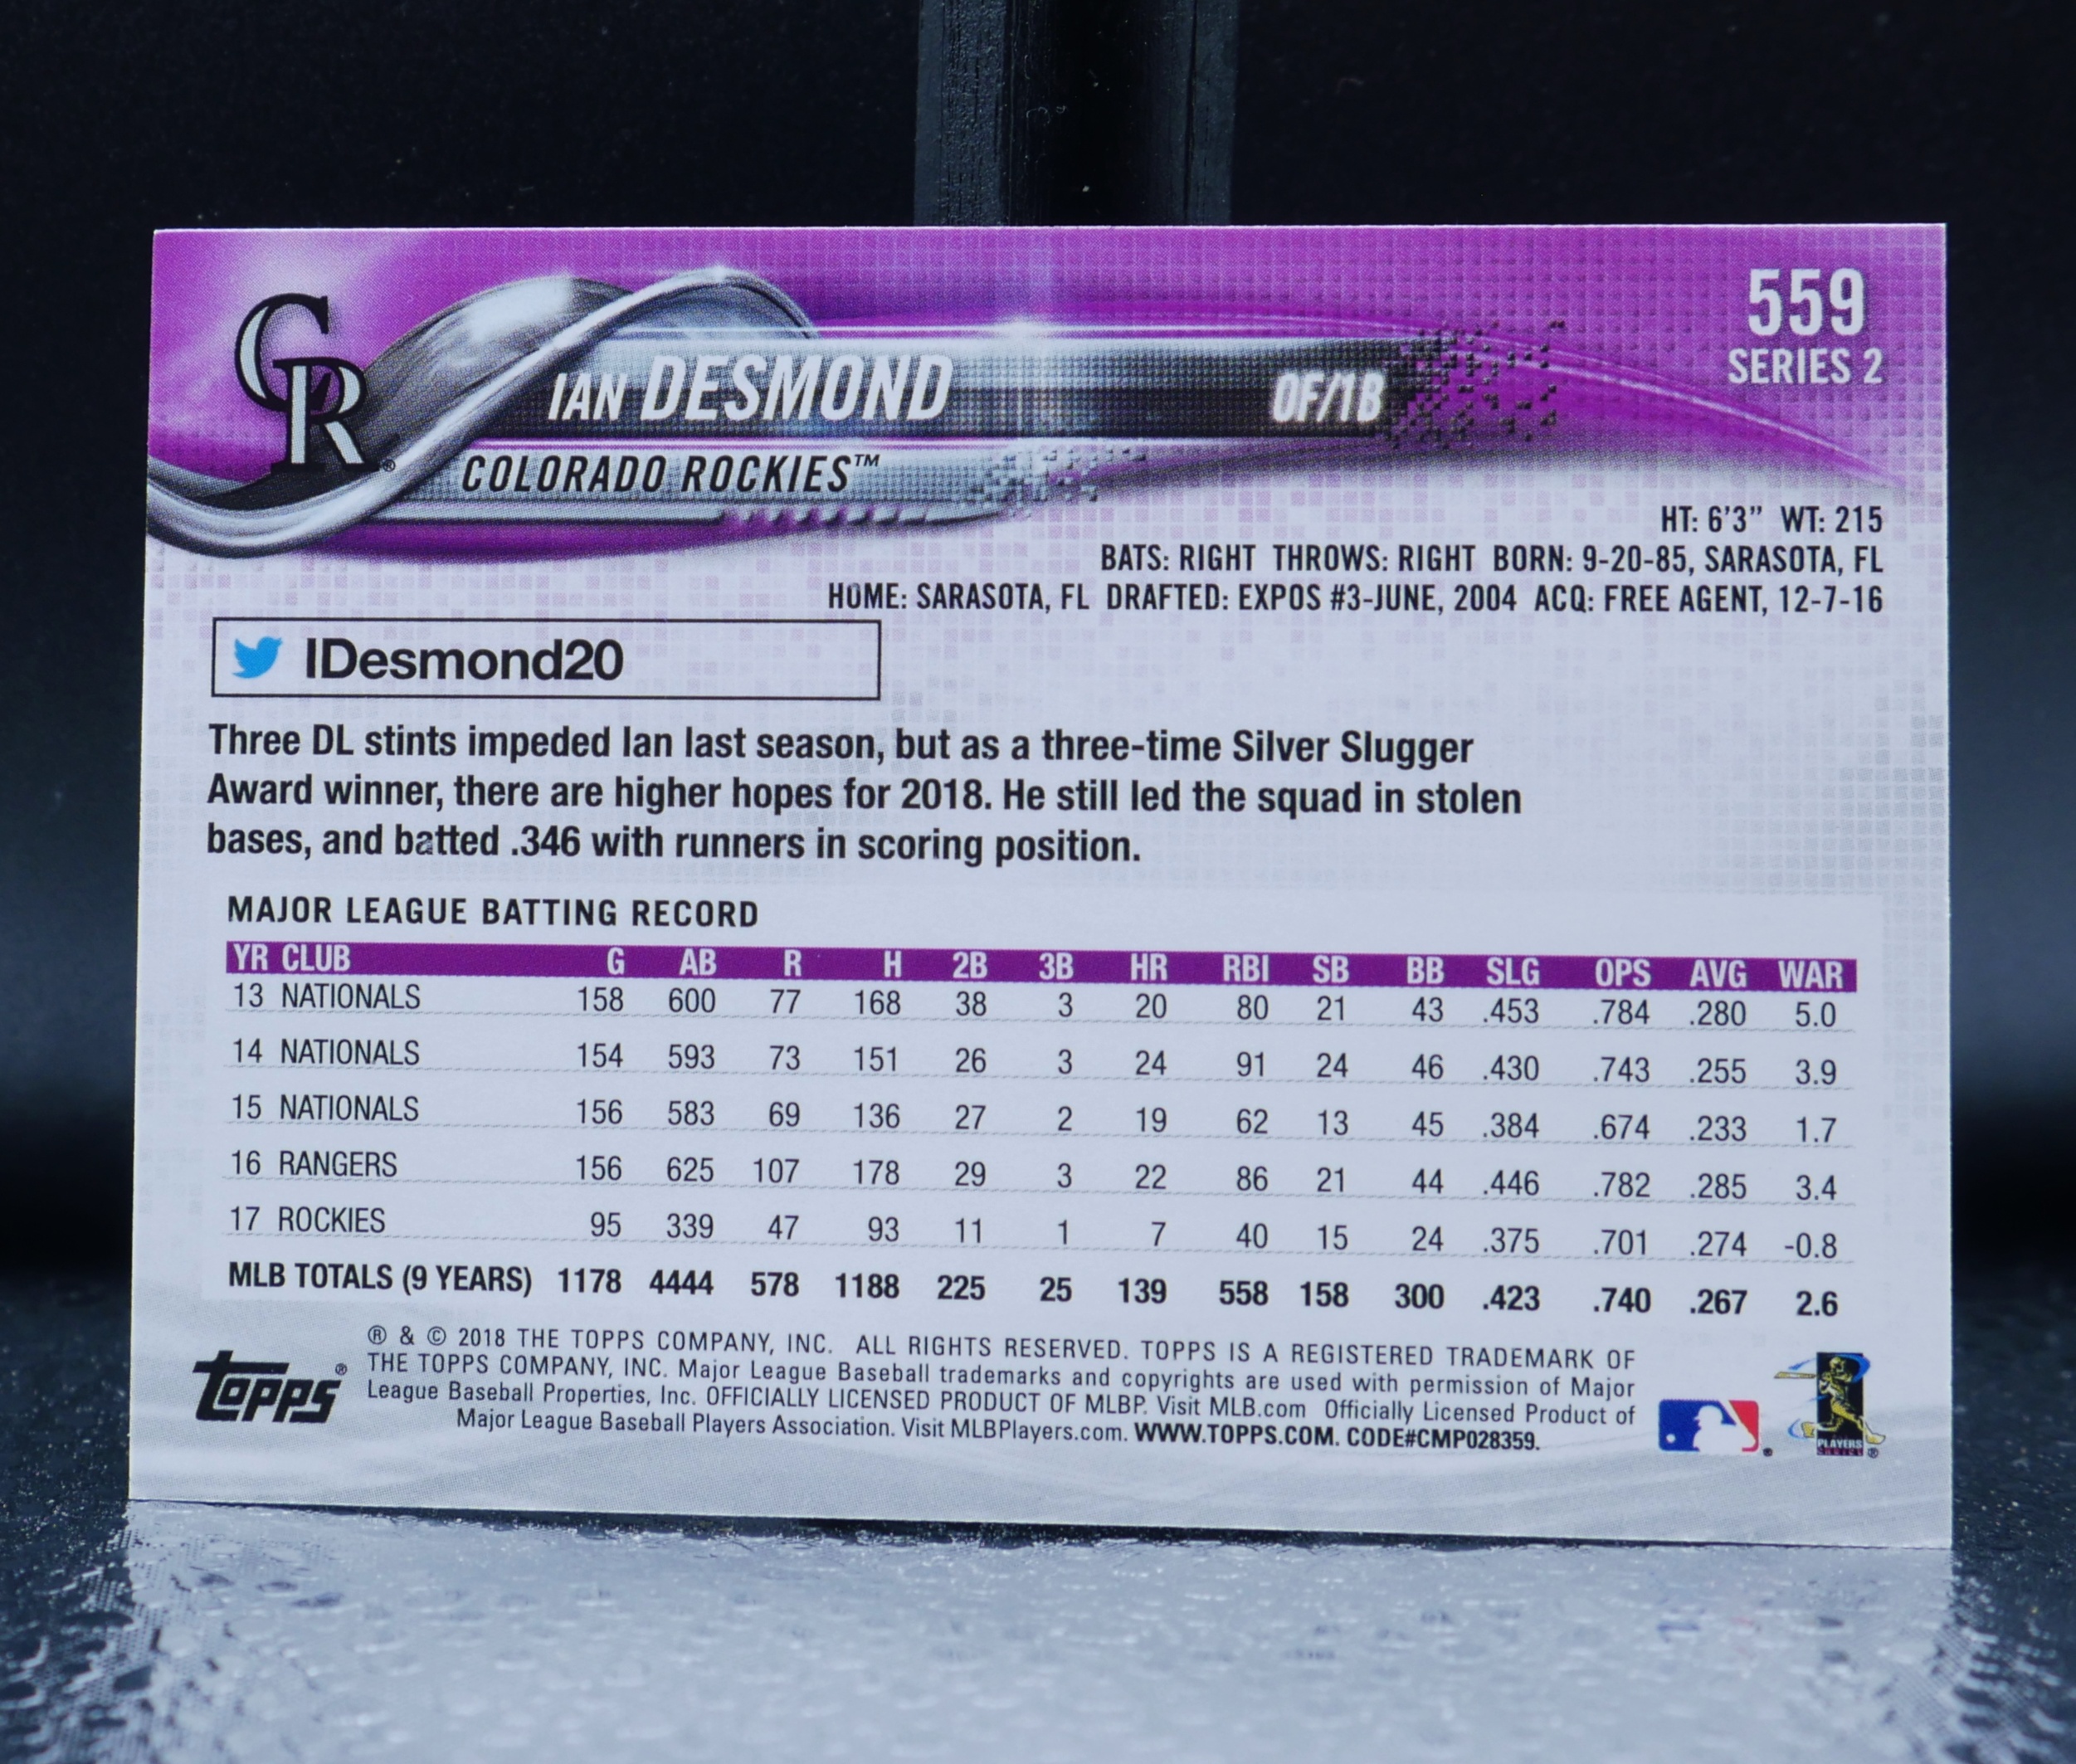 559
SERIES 2
CR
IAN DESMOND OF/1B
COLORADO ROCKIES™
HT: 6'3" WT: 215
BATS: RIGHT THROWS: RIGHT BORN: 9-20-85, SARASOTA, FL
HOME: SARASOTA, FL DRAFTED: EXPOS #3-JUNE, 2004 ACQ: FREE AGENT, 12-7-16
IDesmond20
Three DL stints impeded Ian last season, but as a three-time Silver Slugger
Award winner, there are higher hopes for 2018. He still led the squad in stolen
bases, and batted .346 with runners in scoring position.
MAJOR LEAGUE BATTING RECORD
YR CLUB G AB R H 2B 3B HR RBI SB BB SLG OPS AVG WAR
13 NATIONALS 158 600 77 168 38 3 20 80 21 43 .453 .784 .280 5.0
14 NATIONALS 154 593 73 151 26 3 24 91 24 46 .430 .743 .255 3.9
15 NATIONALS 156 583 69 136 27 2 19 62 13 45 .384 .674 .233 1.7
16 RANGERS 156 625 107 178 29 3 22 86 21 44 .446 .782 .285 3.4
17 ROCKIES 95 339 47 93 11 1 7 40 15 24 .375 .701 .274 -0.8
MLB TOTALS (9 YEARS) 1178 4444 578 1188 225 25 139 558 158 300 .423 .740 .267 2.6
® & © 2018 THE TOPPS COMPANY, INC. ALL RIGHTS RESERVED. TOPPS IS A REGISTERED TRADEMARK OF
THE TOPPS COMPANY, INC. Major League Baseball trademarks and copyrights are used with permission of Major
League Baseball Properties, Inc. OFFICIALLY LICENSED PRODUCT OF MLBP. Visit MLB.com Officially Licensed Product of
Major League Baseball Players Association. Visit MLBPlayers.com. WWW.TOPPS.COM. CODE#CMP028359.
topps®
PLAYERS
CHOICE ®